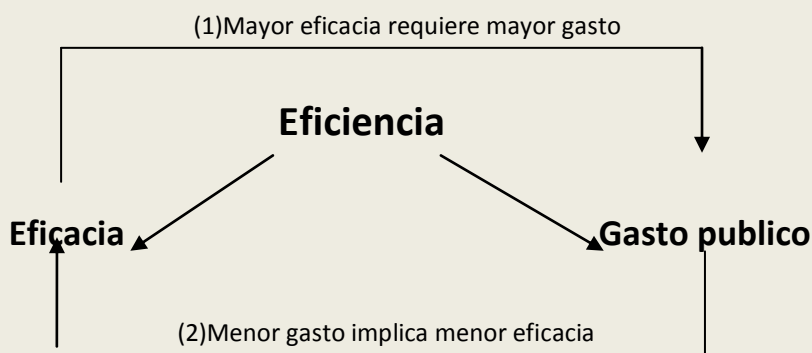 (1)Mayor eficacia requiere mayor gasto
Eficiencia
Eficacia
Gasto publico
(2)Menor gasto implica menor eficacia